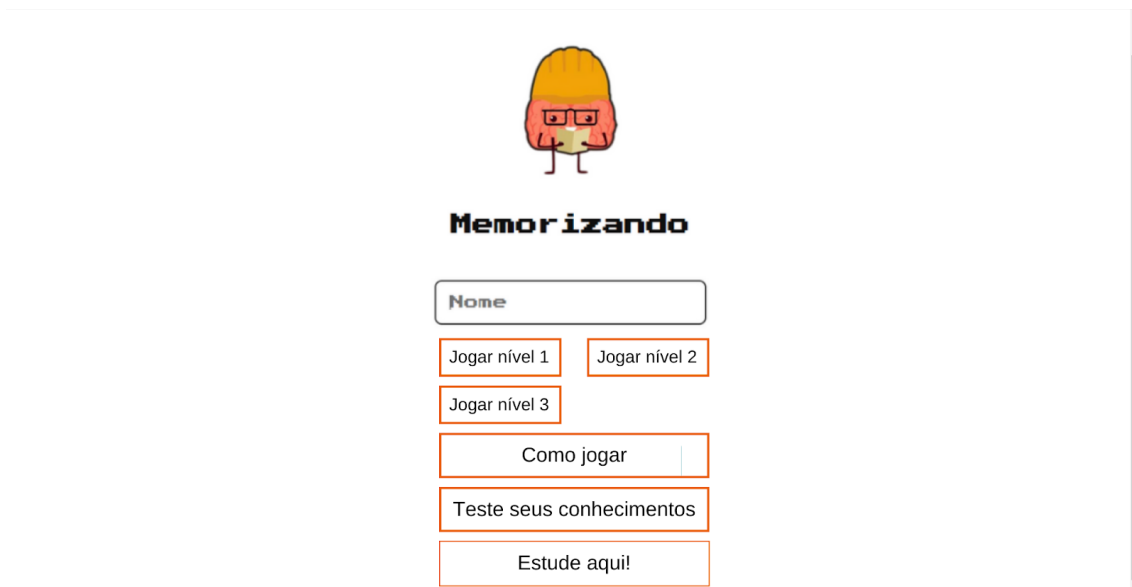 Memorizando
Nome
Jogar nível 1 Jogar nível 2
Jogar nível 3
Como jogar
Teste seus conhecimentos
Estude aqui!